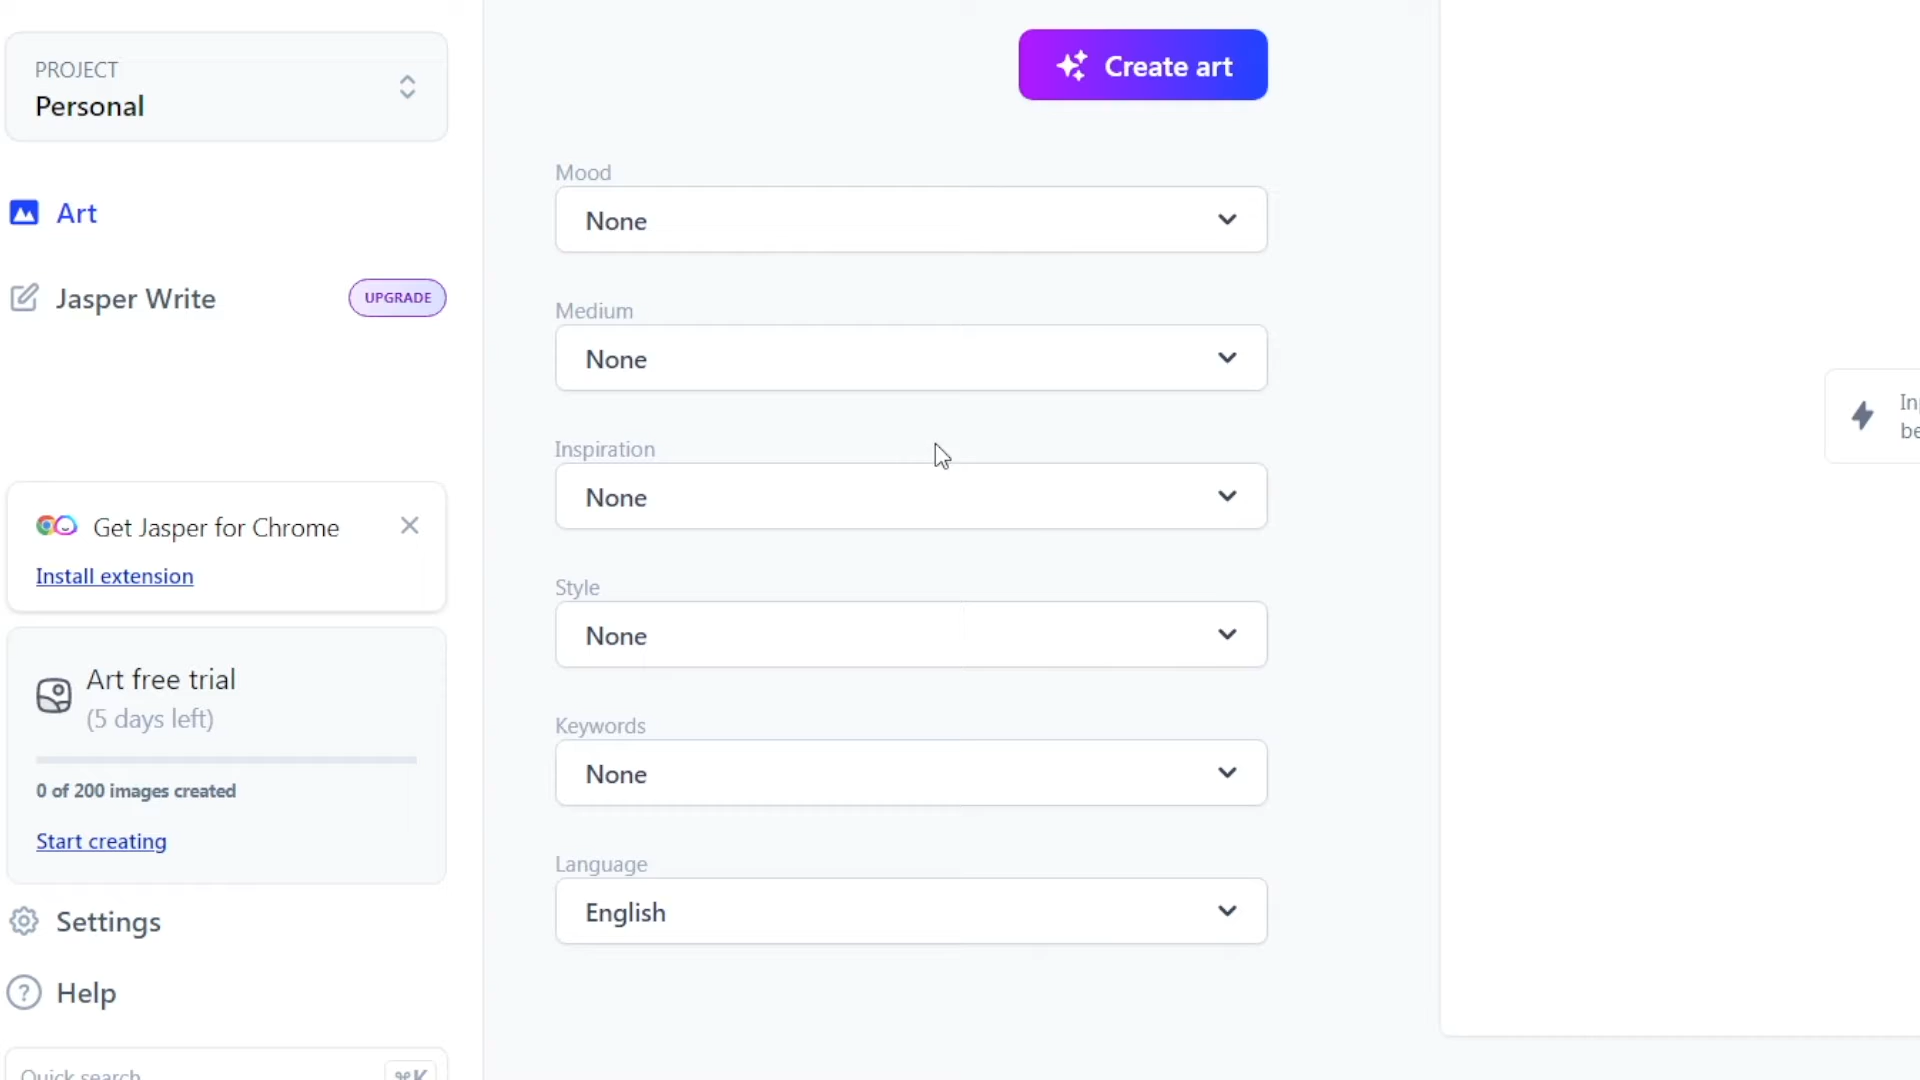 PROJECT
Personal
Art
Jasper Write
UPGRADE
Get Jasper for Chrome
Install extension
Art free trial
(5 days left)
0 of 200 images created
Start creating
Settings
Help
Quick search
⌘K
Create art
Mood
None
Medium
None
Inspiration
None
Style
None
Keywords
None
Language
English